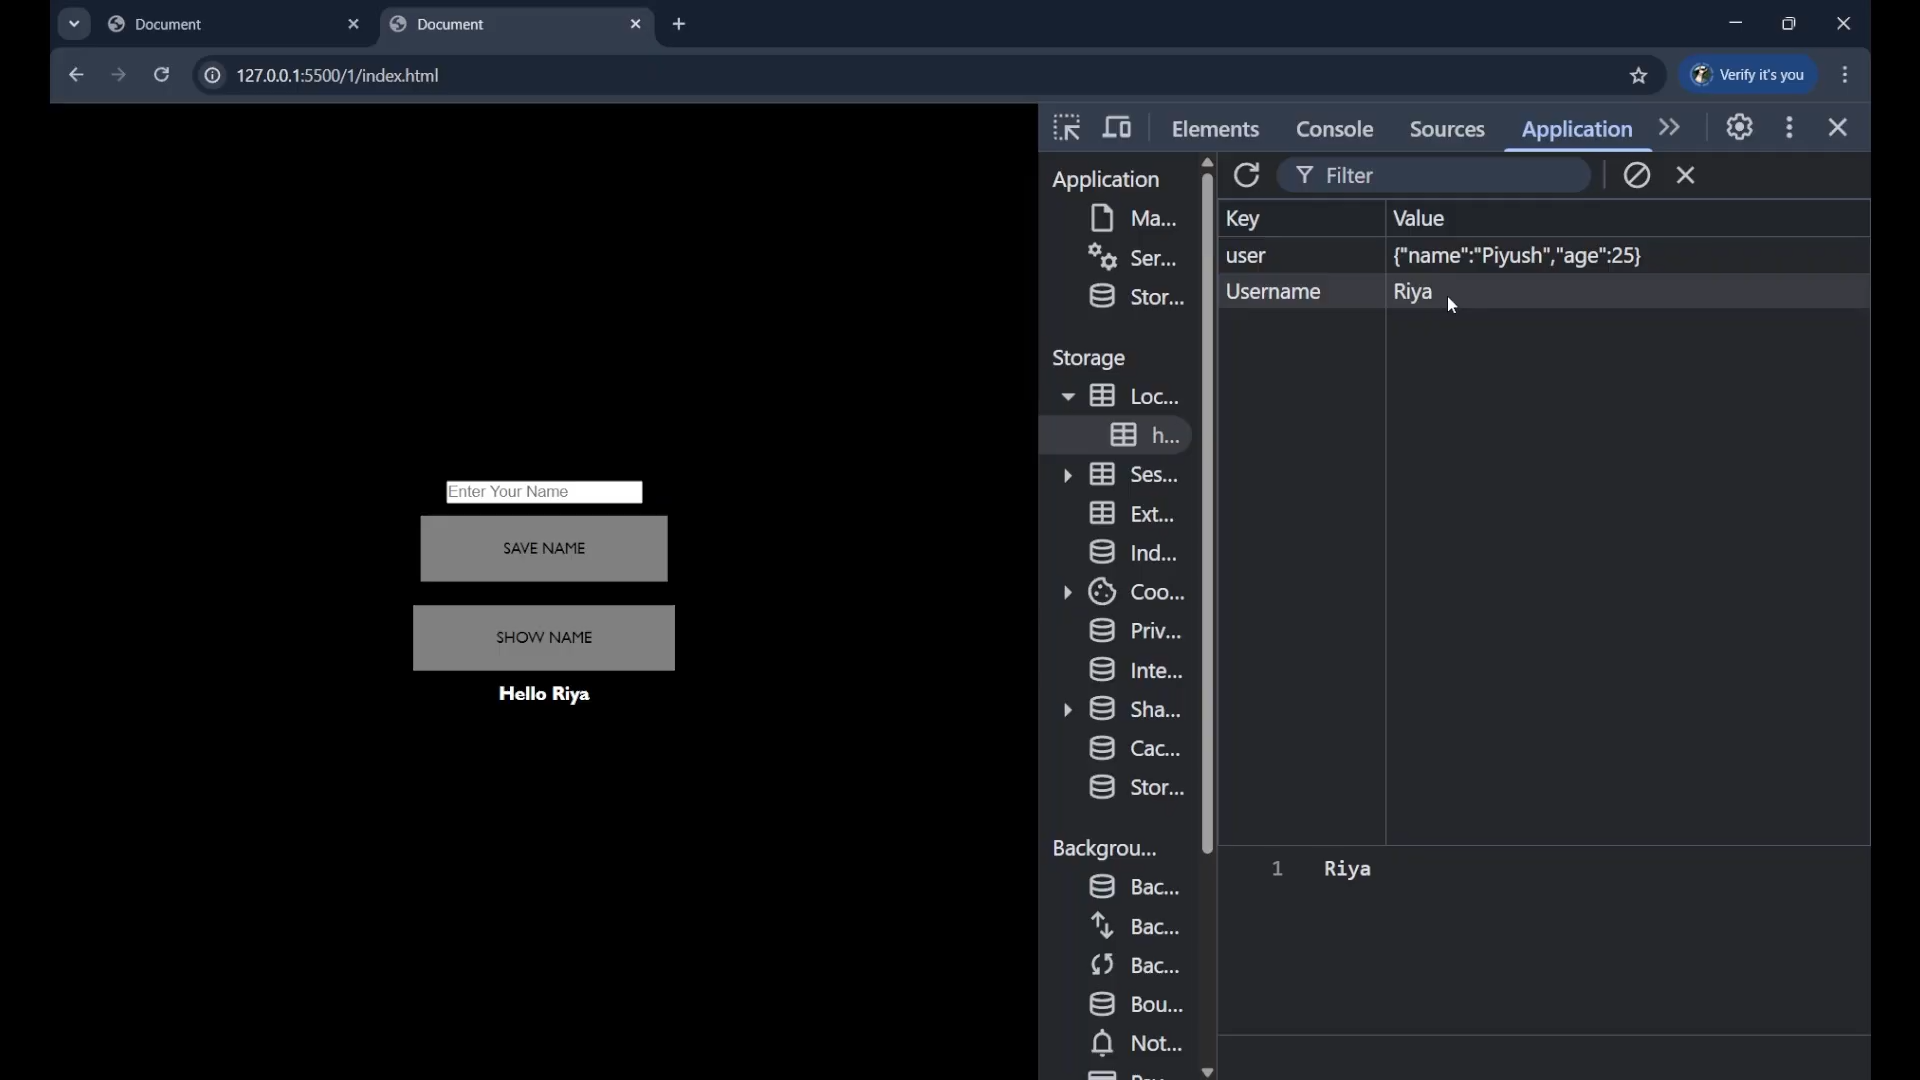 Document
Document
127.0.0.1:5500/1/index.html
Verify it's you
Elements Console Sources Application
Application
Ma...
Ser...
Stor...
Storage
Loc...
h...
Ses...
Ext...
Ind...
Coo...
Priv...
Inte...
Sha...
Cac...
Stor...
Backgrou...
Bac...
Bac...
Bac...
Bou...
Not...
Filter
Key Value
user {"name":"Piyush","age":25}
Username Riya
1 Riya
Enter Your Name
SAVE NAME
SHOW NAME
Hello Riya